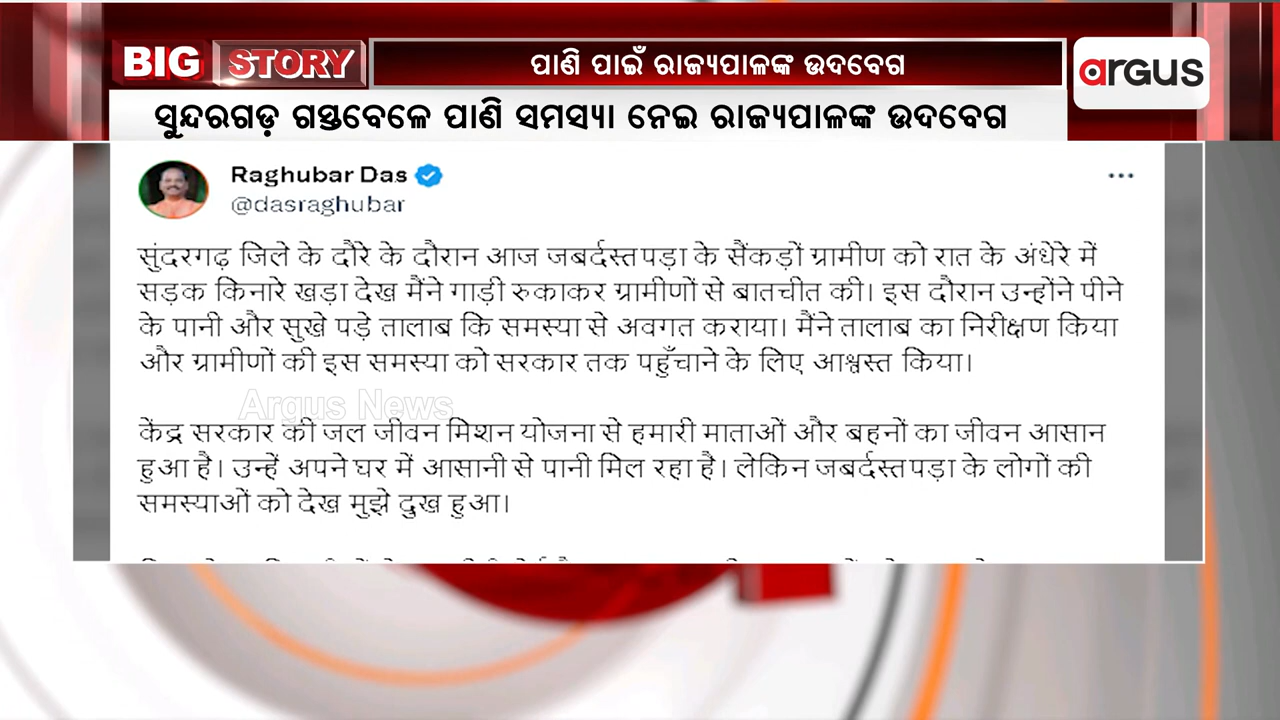 BIG STORY
ପାଣି ପାଇଁ ରାଜ୍ୟପାଳଙ୍କ ଉଦବେଗ
argus
ସୁନ୍ଦରଗଡ଼ ଗସ୍ତବେଳେ ପାଣି ସମସ୍ୟା ନେଇ ରାଜ୍ୟପାଳଙ୍କ ଉଦବେଗ
Raghubar Das
@dasraghubar
सुंदरगढ़ जिले के दौरे के दौरान आज जबर्दस्तपड़ा के सैंकड़ों ग्रामीण को रात के अंधेरे में
सड़क किनारे खड़ा देख मैंने गाड़ी रुकाकर ग्रामीणों से बातचीत की। इस दौरान उन्होंने पीने
के पानी और सुखे पड़े तालाब कि समस्या से अवगत कराया। मैंने तालाब का निरीक्षण किया
और ग्रामीणों की इस समस्या को सरकार तक पहुँचाने के लिए आश्वस्त किया।
Argus News
केंद्र सरकार की जल जीवन मिशन योजना से हमारी माताओं और बहनों का जीवन आसान
हुआ है। उन्हें अपने घर में आसानी से पानी मिल रहा है। लेकिन जबर्दस्तपड़ा के लोगों की
समस्याओं को देख मुझे दुख हुआ।